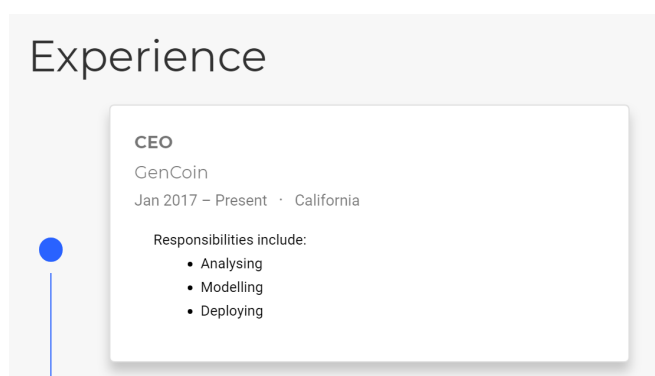 Experience
CEO
GenCoin
Jan 2017 – Present · California
Responsibilities include:
• Analysing
• Modelling
• Deploying